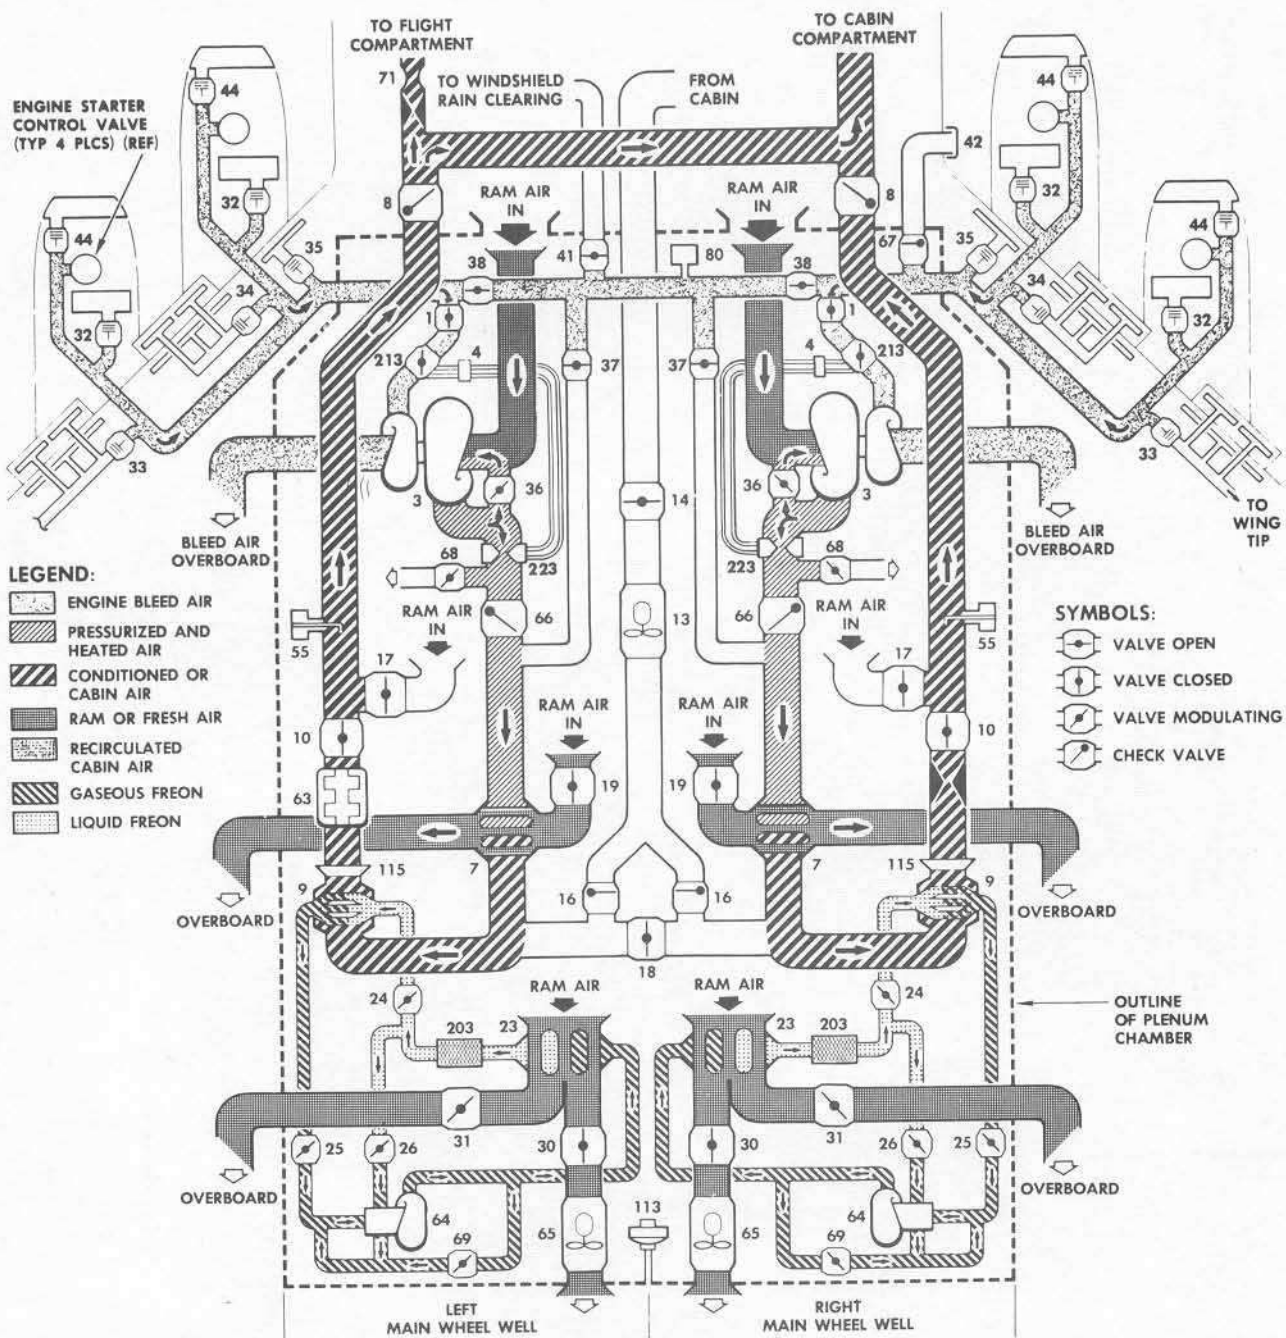 TO FLIGHT
COMPARTMENT
71
TO CABIN
COMPARTMENT
TO WINDSHIELD
RAIN CLEARING
FROM
CABIN
ENGINE STARTER
CONTROL VALVE
(TYP 4 PLCS) (REF)
44
44
42
32
32
RAM AIR
IN
RAM AIR
IN
8
8
44
44
35
41
80
67
35
38
38
34
34
32
1
1
32
213
4
37
37
4
213
33
33
36
36
3
14
3
TO
WING
TIP
BLEED AIR
OVERBOARD
BLEED AIR
OVERBOARD
68
223
223
68
LEGEND:
ENGINE BLEED AIR
PRESSURIZED AND
HEATED AIR
CONDITIONED OR
CABIN AIR
RAM OR FRESH AIR
RECIRCULATED
CABIN AIR
GASEOUS FREON
LIQUID FREON
RAM AIR
IN
66
13
66
RAM AIR
IN
SYMBOLS:
VALVE OPEN
VALVE CLOSED
VALVE MODULATING
CHECK VALVE
55
55
17
17
RAM AIR
IN
RAM AIR
IN
10
10
19
19
63
7
7
115
115
9
9
16
16
OVERBOARD
OVERBOARD
18
RAM AIR
RAM AIR
24
24
203
23
23
203
OUTLINE
OF PLENUM
CHAMBER
31
31
25
26
30
30
26
25
OVERBOARD
OVERBOARD
64
113
64
65
65
69
69
LEFT
MAIN WHEEL WELL
RIGHT
MAIN WHEEL WELL